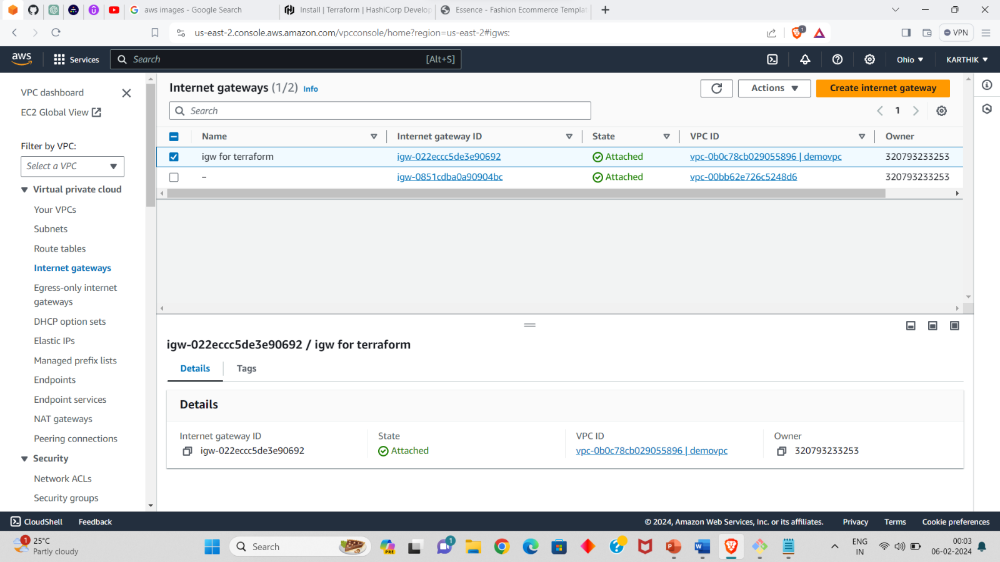 aws images - Google Search
Install | Terraform | HashiCorp Develop
Essence - Fashion Ecommerce Templat
us-east-2.console.aws.amazon.com/vpcconsole/home?region=us-east-2#igws:
1
VPN
aws
Services
Search
[Alt+S]
Ohio
KARTHIK
VPC dashboard
EC2 Global View
Filter by VPC:
Select a VPC
Virtual private cloud
Your VPCs
Subnets
Route tables
Internet gateways
Egress-only internet
gateways
DHCP option sets
Elastic IPs
Managed prefix lists
Endpoints
Endpoint services
NAT gateways
Peering connections
Security
Network ACLs
Security groups
Internet gateways (1/2) Info
Actions
Create internet gateway
Search
1
Name Internet gateway ID State VPC ID Owner
igw for terraform igw-022eccc5de3e90692 Attached vpc-0b0c78cb029055896 | demovpc 320793233253
– igw-0851cdba0a90904bc Attached vpc-00bb62e726c5248d6 320793233253
igw-022eccc5de3e90692 / igw for terraform
Details Tags
Details
Internet gateway ID State VPC ID Owner
igw-022eccc5de3e90692 Attached vpc-0b0c78cb029055896 | demovpc 320793233253
CloudShell Feedback © 2024, Amazon Web Services, Inc. or its affiliates. Privacy Terms Cookie preferences
1
25°C
Partly cloudy
Search
PRE
1
ENG
IN
00:03
06-02-2024